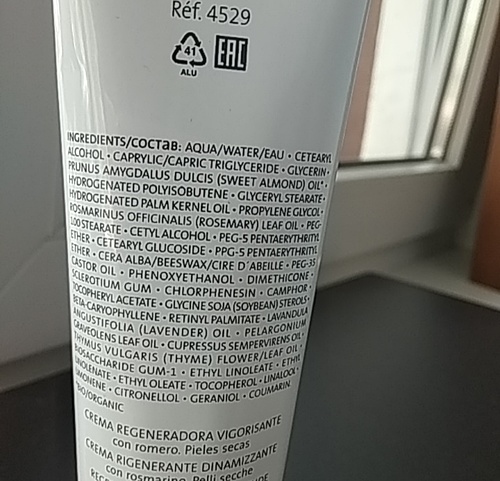 Réf. 4529
41
ALU
EAC
INGREDIENTS/СОСТАВ: AQUA/WATER/EAU • CETEARYL
ALCOHOL • CAPRYLIC/CAPRIC TRIGLYCERIDE • GLYCERIN •
PRUNUS AMYGDALUS DULCIS (SWEET ALMOND) OIL* •
HYDROGENATED POLYISOBUTENE • GLYCERYL STEARATE •
HYDROGENATED PALM KERNEL OIL • PROPYLENE GLYCOL •
ROSMARINUS OFFICINALIS (ROSEMARY) LEAF OIL • PEG-
100 STEARATE • CETYL ALCOHOL • PEG-5 PENTAERYTHRITYL
ETHER • CETEARYL GLUCOSIDE • PPG-5 PENTAERYTHRITYL
ETHER • CERA ALBA/BEESWAX/CIRE D'ABEILLE • PEG-35
CASTOR OIL • PHENOXYETHANOL • DIMETHICONE •
SCLEROTIUM GUM • CHLORPHENESIN • CAMPHOR •
TOCOPHERYL ACETATE • GLYCINE SOJA (SOYBEAN) STEROLS •
BETA-CARYOPHYLLENE • RETINYL PALMITATE • LAVANDULA
ANGUSTIFOLIA (LAVENDER) OIL • PELARGONIUM
GRAVEOLENS LEAF OIL • CUPRESSUS SEMPERVIRENS OIL •
THYMUS VULGARIS (THYME) FLOWER/LEAF OIL •
BIOSACCHARIDE GUM-1 • ETHYL LINOLEATE • ETHYL
LINOLENATE • ETHYL OLEATE • TOCOPHEROL • LINALOOL •
LIMONENE • CITRONELLOL • GERANIOL • COUMARIN.
*BIO/ORGANIC
CREMA REGENERADORA VIGORISANTE
con romero. Pieles secas
CREMA RIGENERANTE DINAMIZZANTE
con rosmarino. Pelli secche